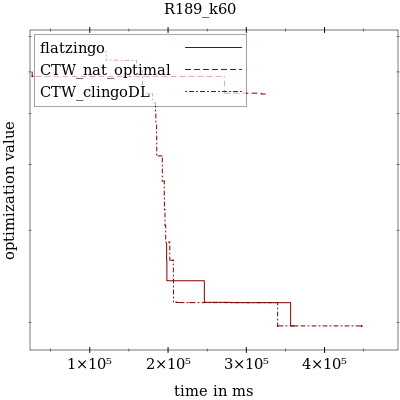 R189_k60
flatzingo
CTW_nat_optimal
CTW_clingoDL
optimization value
1×10⁵ 2×10⁵ 3×10⁵ 4×10⁵
time in ms